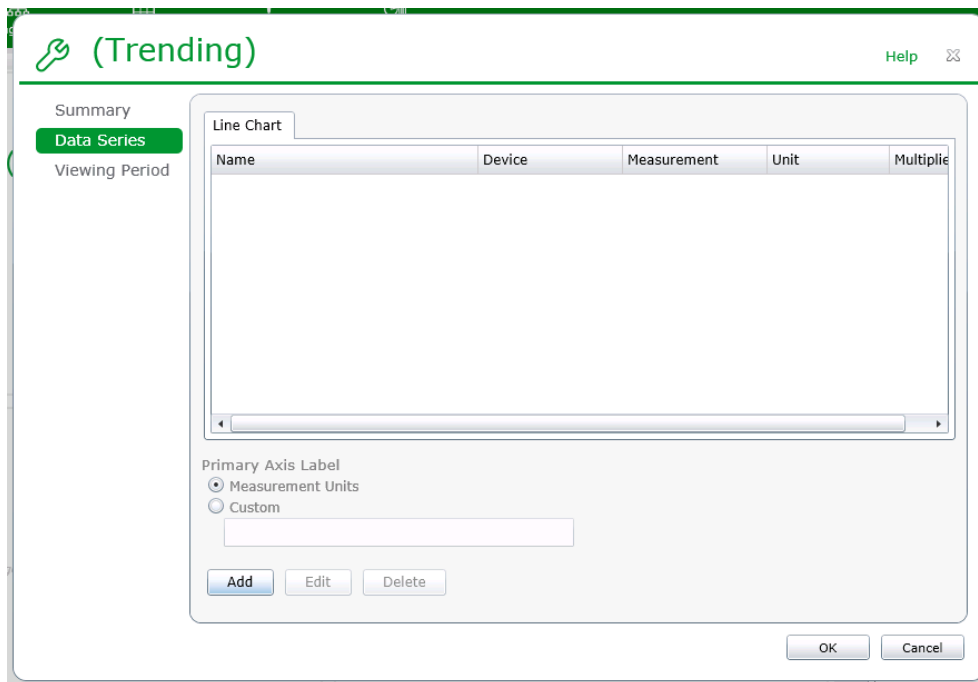 (Trending)
Help
Summary
Data Series
Viewing Period
Line Chart
Name Device Measurement Unit Multiplie
Primary Axis Label
Measurement Units
Custom
Add Edit Delete
OK Cancel